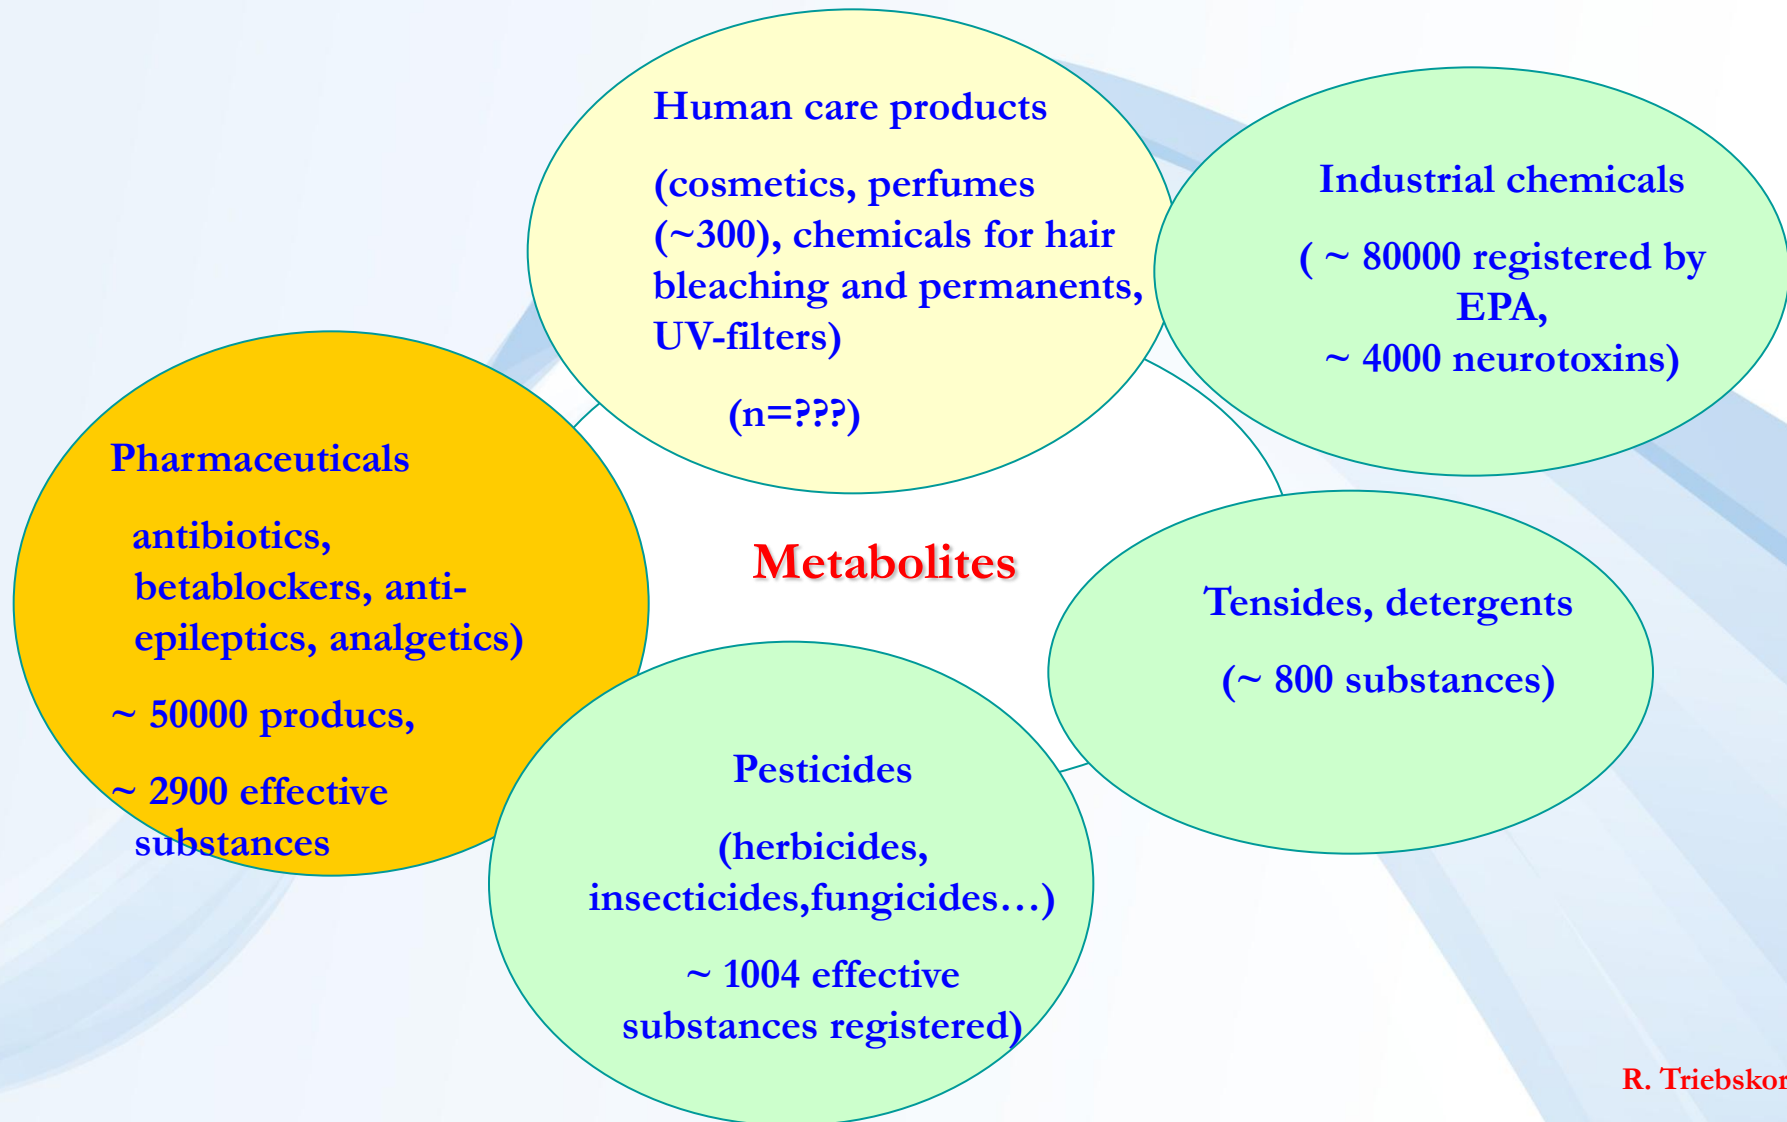 Human care products
(cosmetics, perfumes
(~300), chemicals for hair
bleaching and permanents,
UV-filters)
(n=???)
Industrial chemicals
( ~ 80000 registered by
EPA,
~ 4000 neurotoxins)
Pharmaceuticals
antibiotics,
betablockers, anti-
epileptics, analgetics)
~ 50000 producs,
~ 2900 effective
substances
Metabolites
Tensides, detergents
(~ 800 substances)
Pesticides
(herbicides,
insecticides,fungicides…)
~ 1004 effective
substances registered)
R. Triebskor